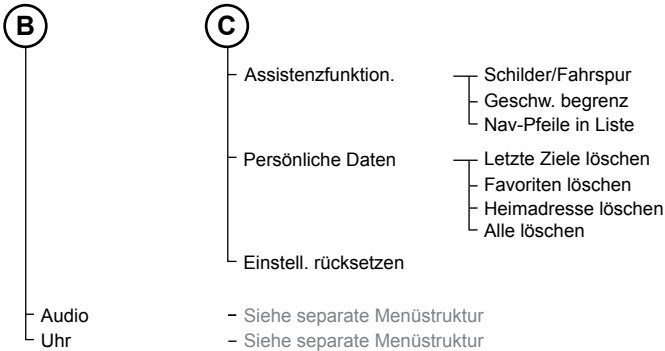 B C
Assistenzfunktion. Schilder/Fahrspur
Geschw. begrenz
Nav-Pfeile in Liste
Persönliche Daten Letzte Ziele löschen
Favoriten löschen
Heimadresse löschen
Alle löschen
Einstell. rücksetzen
Audio - Siehe separate Menüstruktur
Uhr - Siehe separate Menüstruktur